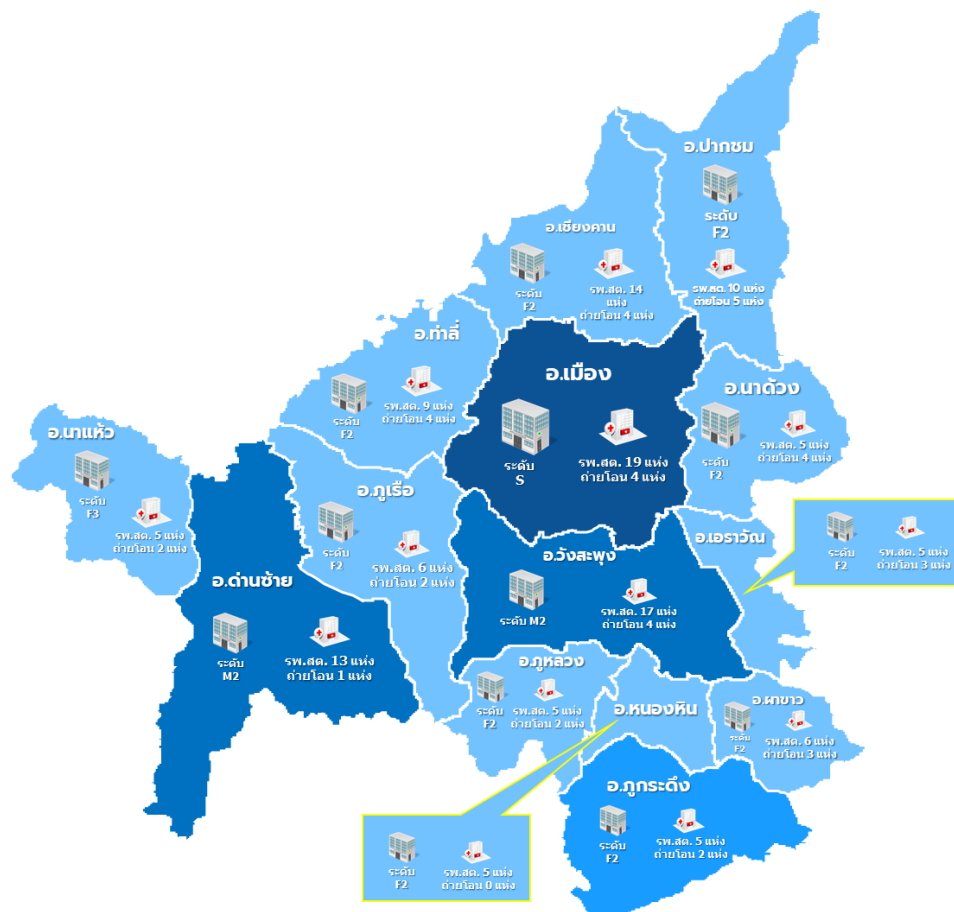 อ.ปากชม
ระดับ
F2
รพ.สต. 10 แห่ง
ถ่ายโอน 5 แห่ง
อ.เชียงคาน
ระดับ
F2
รพ.สต. 14
แห่ง
ถ่ายโอน 4 แห่ง
อ.ท่าลี่
ระดับ
F2
รพ.สต. 9 แห่ง
ถ่ายโอน 4 แห่ง
อ.เมือง
ระดับ
S
รพ.สต. 19 แห่ง
ถ่ายโอน 4 แห่ง
อ.นาด้วง
ระดับ
F2
รพ.สต. 5 แห่ง
ถ่ายโอน 4 แห่ง
อ.นาแห้ว
ระดับ
F3
รพ.สต. 5 แห่ง
ถ่ายโอน 2 แห่ง
อ.ภูเรือ
ระดับ
F2
รพ.สต. 6 แห่ง
ถ่ายโอน 2 แห่ง
อ.เอราวัณ
ระดับ
F2
รพ.สต. 5 แห่ง
ถ่ายโอน 3 แห่ง
อ.ด่านซ้าย
ระดับ
M2
รพ.สต. 13 แห่ง
ถ่ายโอน 1 แห่ง
อ.วังสะพุง
ระดับ M2
รพ.สต. 17 แห่ง
ถ่ายโอน 4 แห่ง
อ.ภูหลวง
ระดับ
F2
รพ.สต. 5 แห่ง
ถ่ายโอน 2 แห่ง
อ.หนองหิน
ระดับ
F2
รพ.สต. 5 แห่ง
ถ่ายโอน 0 แห่ง
อ.ผาขาว
ระดับ
F2
รพ.สต. 6 แห่ง
ถ่ายโอน 3 แห่ง
อ.ภูกระดึง
ระดับ
F2
รพ.สต. 5 แห่ง
ถ่ายโอน 2 แห่ง